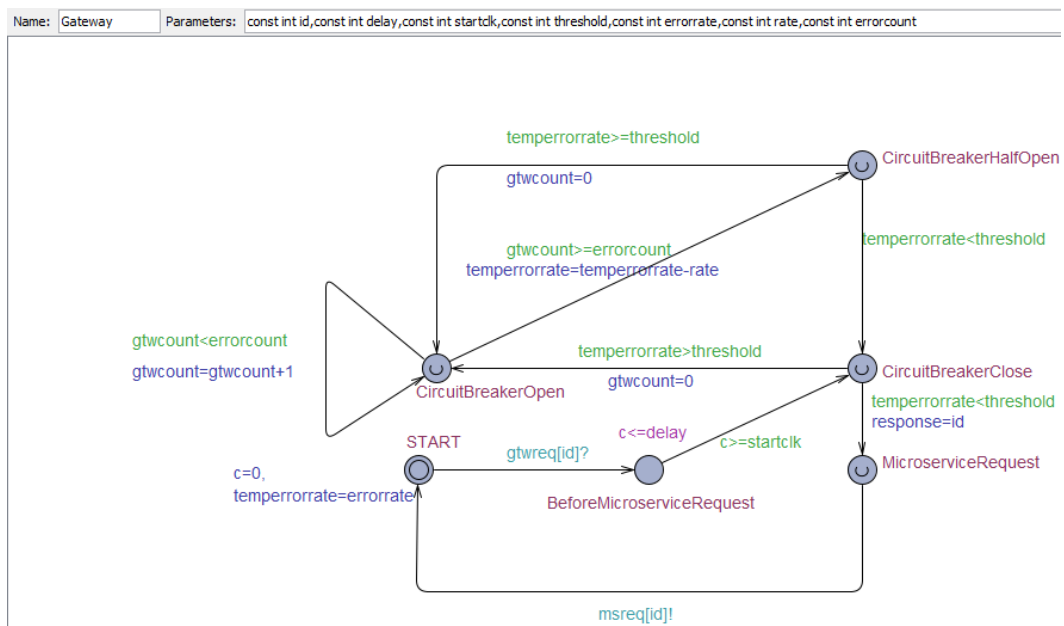 Name: Gateway Parameters: const int id,const int delay,const int startclk,const int threshold,const int errorrate,const int rate,const int errorcount
temperrorrate>=threshold
gtwcount=0
CircuitBreakerHalfOpen
temperrorrate<threshold
gtwcount>=errorcount
temperrorrate=temperrorrate-rate
gtwcount<errorcount
gtwcount=gtwcount+1
CircuitBreakerOpen
temperrorrate>threshold
gtwcount=0
CircuitBreakerClose
temperrorrate<threshold
response=id
START
c=0,
temperrorrate=errorrate
gtwreq[id]?
c<=delay
c>=startclk
BeforeMicroserviceRequest
MicroserviceRequest
msreq[id]!